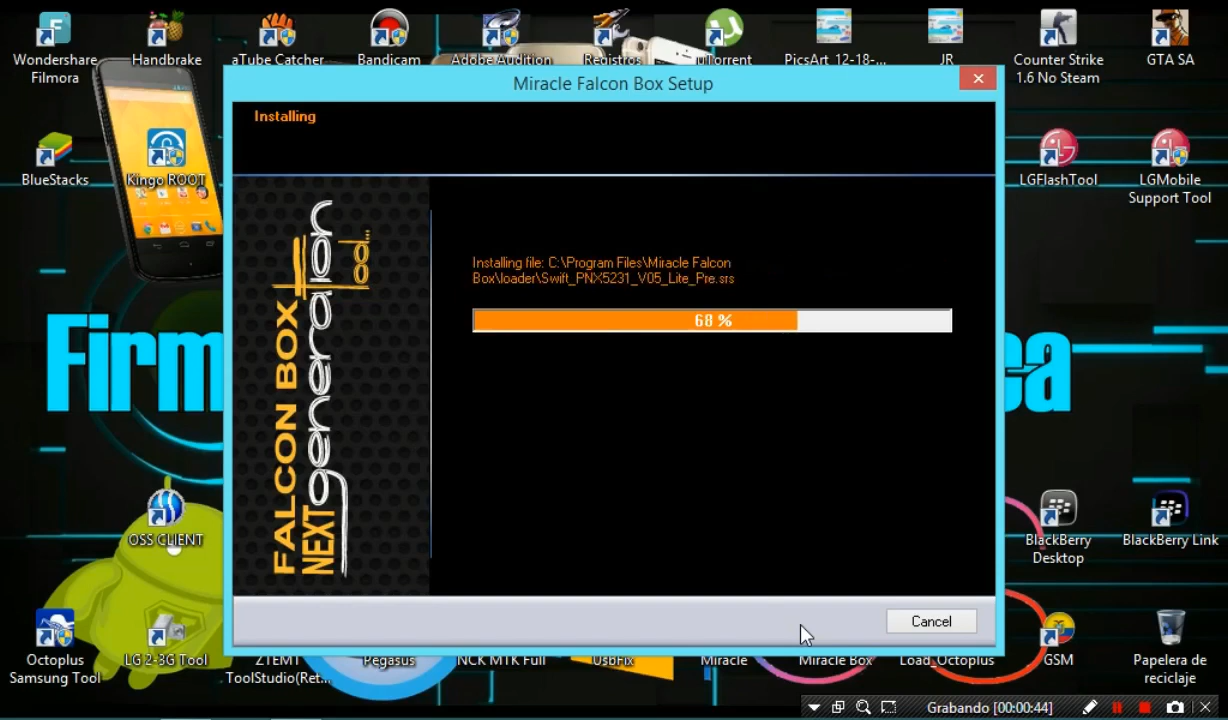 Wondershare
Filmora
Handbrake
aTube Catcher
Bandicam
Adobe Audition
Registros
uTorrent
PicsArt_12-18-...
JR
Counter Strike
1.6 No Steam
GTA SA
Miracle Falcon Box Setup
Installing
BlueStacks
Kingo ROOT
LGFlashTool
LGMobile
Support Tool
FALCON BOX
NEXT generation
Tool...
Installing file: C:\Program Files\Miracle Falcon
Box\loader\Swift_PNX5231_V05_Lite_Pre.srs
68 %
Firm
ca
OSS CLIENT
BlackBerry
Desktop
BlackBerry Link
Cancel
Octoplus
Samsung Tool
LG 2-3G Tool
ZTEMT
ToolStudio(Ret...
Pegasus
NCK MTK Full
UsbFix
Miracle
Miracle Box
Load_Octoplus
GSM
Papelera de
reciclaje
Grabando [00:00:44]